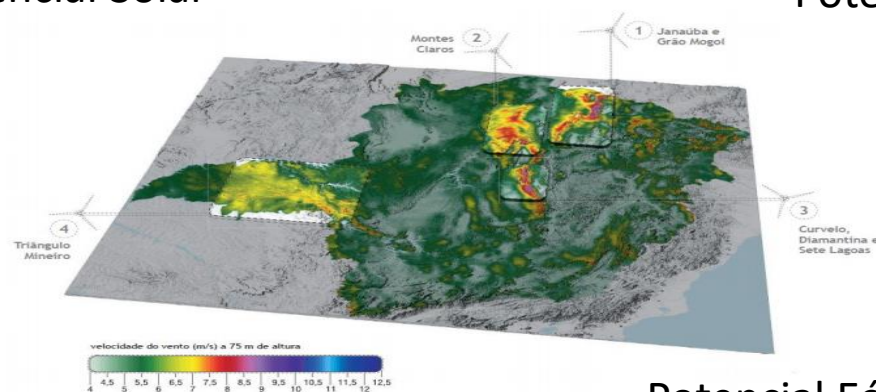 2
Montes
Claros
1
Janaúba e
Grão Mogol
3
Curvelo,
Diamantina e
Sete Lagoas
4
Triângulo
Mineiro
velocidade do vento (m/s) a 75 m de altura
4,5 5,5 6,5 7,5 8,5 9,5 10,5 11,5 12,5
4 5 6 7 8 9 10 11 12